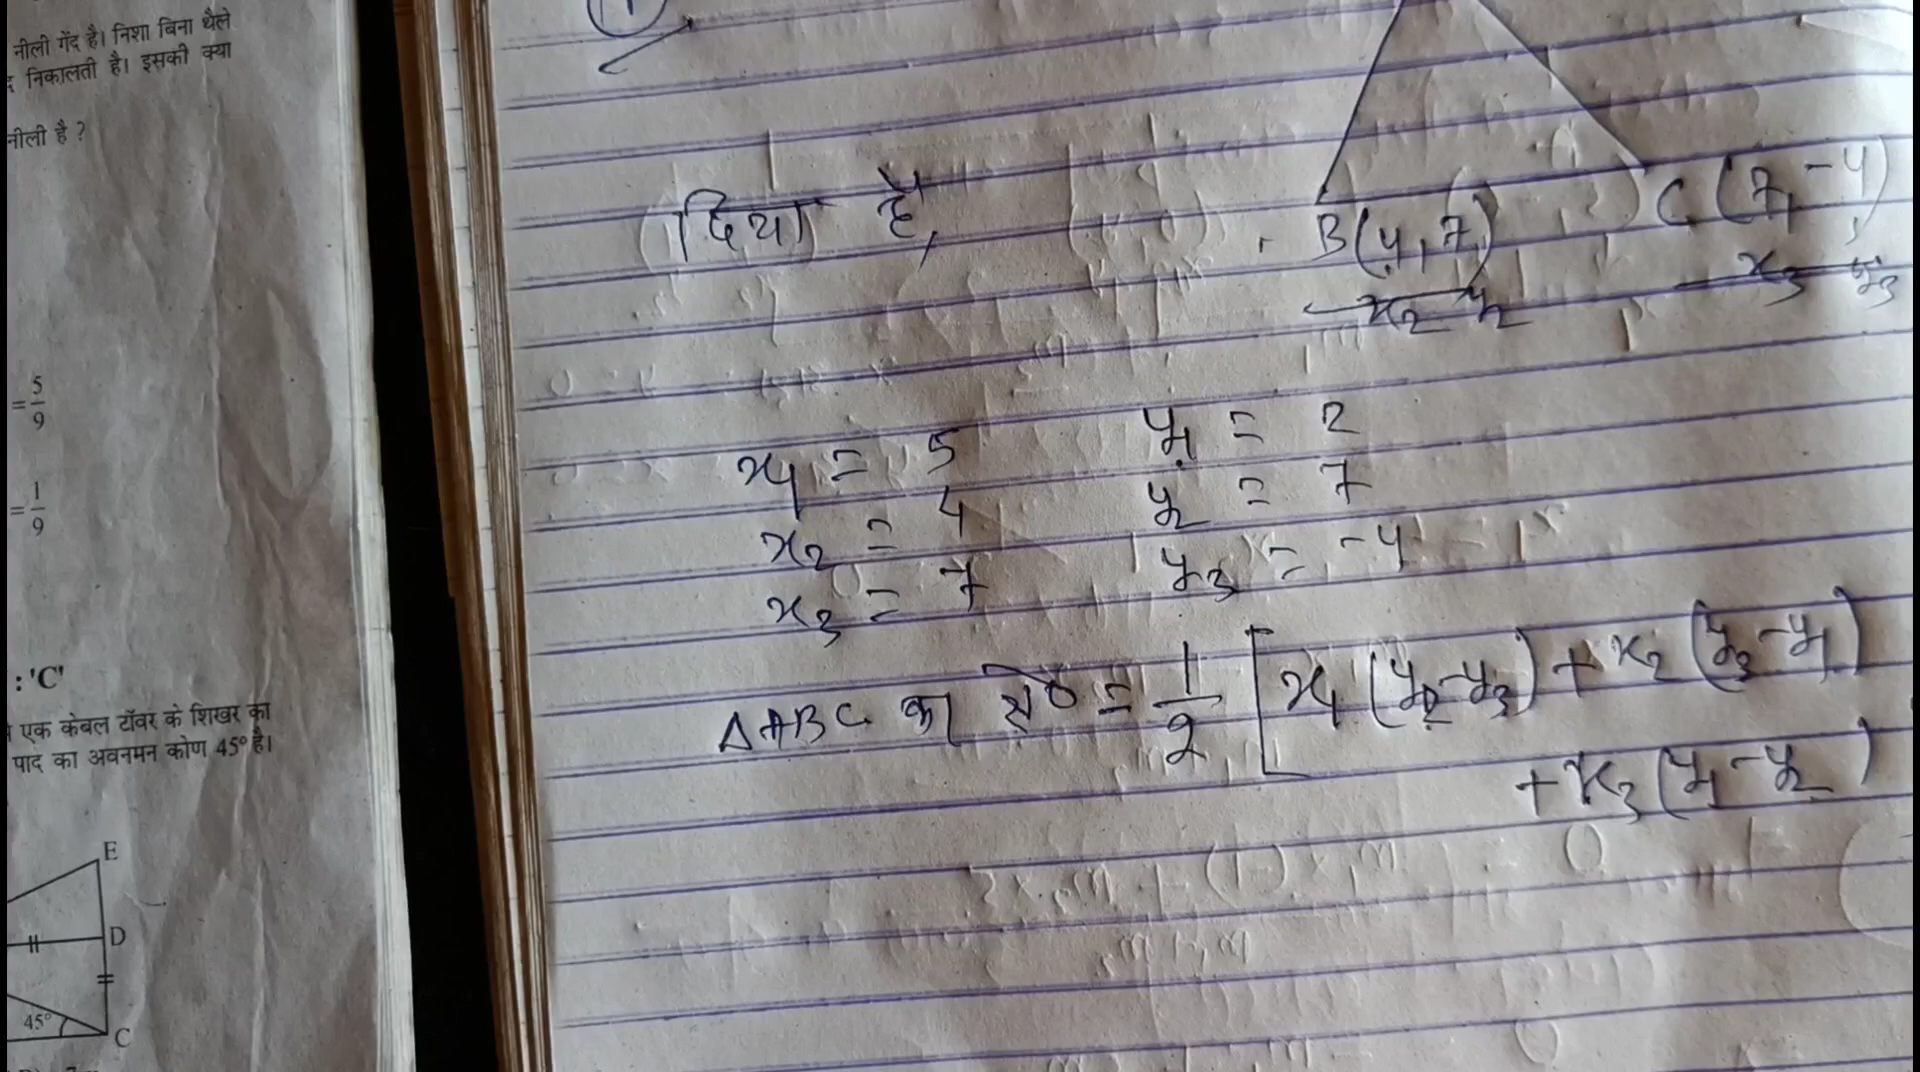 नीली गेंद है। निशा बिना थैले
निकालती है। इसकी क्या
नीली है ?
= 5/9
= 1/9
: 'C'
एक केबल टॉवर के शिखर का
पाद का अवनमन कोण 45° है।
E
D
45°
C
दिया है,
B(4, 7) C(7, -4)
x₂ y₂ x₃ y₃
x₁ = 5 y₁ = 2
x₂ = 4 y₂ = 7
x₃ = 7 y₃ = -4
ΔABC का क्षे० = 1/2 [x₁(y₂-y₃) + x₂(y₃-y₁)
+ x₃(y₁-y₂)